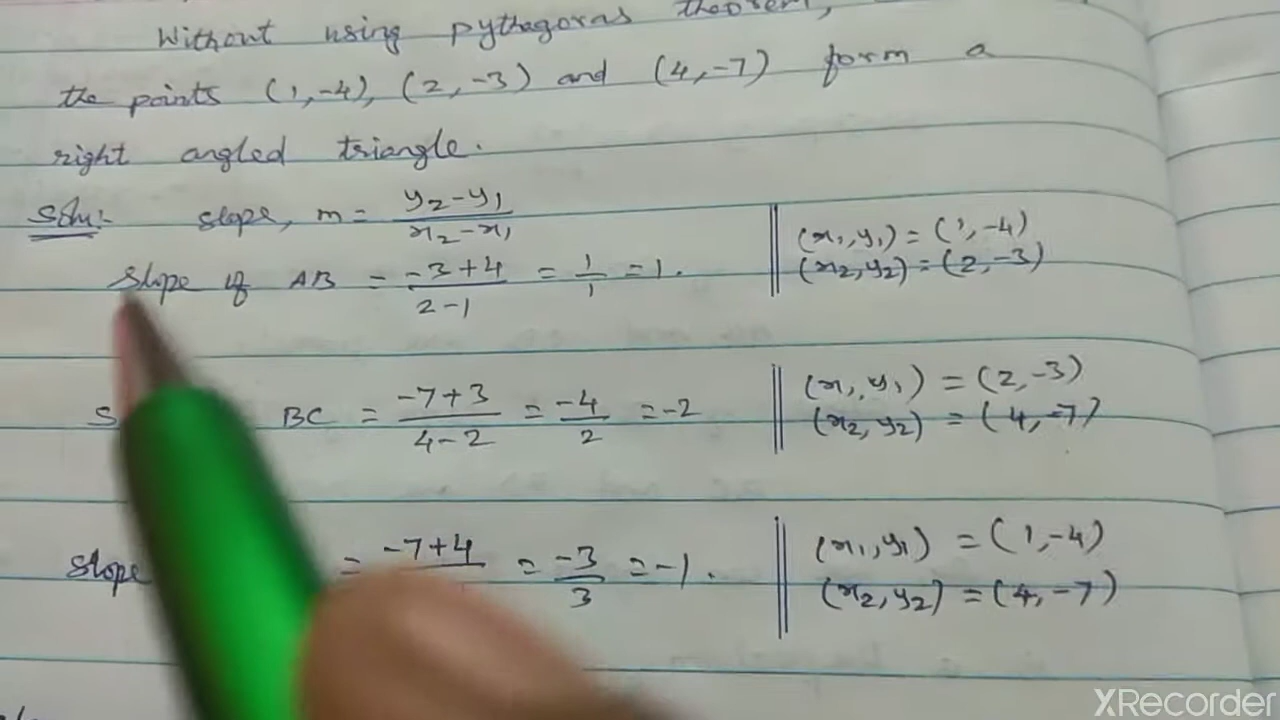 Without using pythagoras theorem,
the points (1,-4), (2,-3) and (4,-7) form a
right angled triangle.
Soln:- slope, m = y₂-y₁/x₂-x₁
(x₁,y₁) = (1,-4)
Slope of AB = -3+4/2-1 = 1/1 = 1.
(x₂,y₂) = (2,-3)
(x₁,y₁) = (2,-3)
S BC = -7+3/4-2 = -4/2 = -2
(x₂,y₂) = (4,-7)
(x₁,y₁) = (1,-4)
Slope = -7+4 = -3/3 = -1.
(x₂,y₂) = (4,-7)
XRecorder